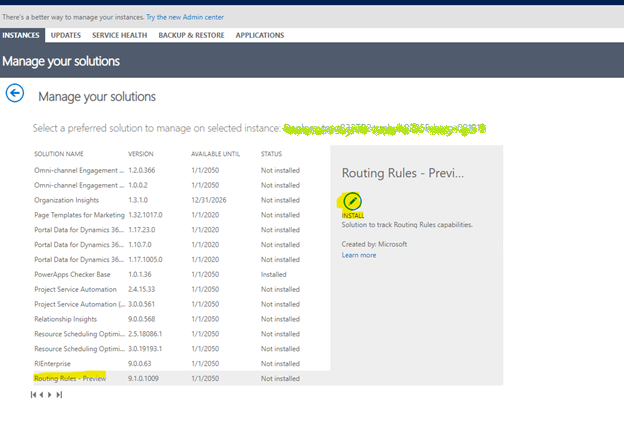 There's a better way to manage your instances. Try the new Admin center
INSTANCES UPDATES SERVICE HEALTH BACKUP & RESTORE APPLICATIONS
Manage your solutions
Manage your solutions
Select a preferred solution to manage on selected instance:
SOLUTION NAME VERSION AVAILABLE UNTIL STATUS
Omni-channel Engagement ... 1.2.0.366 1/1/2050 Not installed
Omni-channel Engagement ... 1.0.0.2 1/1/2050 Not installed
Organization Insights 1.3.1.0 12/31/2026 Not installed
Page Templates for Marketing 1.32.1017.0 1/1/2020 Not installed
Portal Data for Dynamics 36... 1.17.23.0 1/1/2050 Not installed
Portal Data for Dynamics 36... 1.10.7.0 1/1/2050 Not installed
Portal Data for Dynamics 36... 1.17.1005.0 1/1/2020 Not installed
PowerApps Checker Base 1.0.1.36 1/1/2050 Installed
Project Service Automation 2.4.15.33 1/1/2050 Not installed
Project Service Automation (... 3.0.0.561 1/1/2050 Not installed
Relationship Insights 9.0.0.568 1/1/2050 Not installed
Resource Scheduling Optimi... 2.5.18086.1 1/1/2050 Not installed
Resource Scheduling Optimi... 3.0.19193.1 1/1/2050 Not installed
RIEnterprise 9.0.0.63 1/1/2050 Not installed
Routing Rules - Preview 9.1.0.1009 1/1/2050 Not installed
Routing Rules - Previ...
INSTALL
Solution to track Routing Rules capabilities.
Created by: Microsoft
Learn more